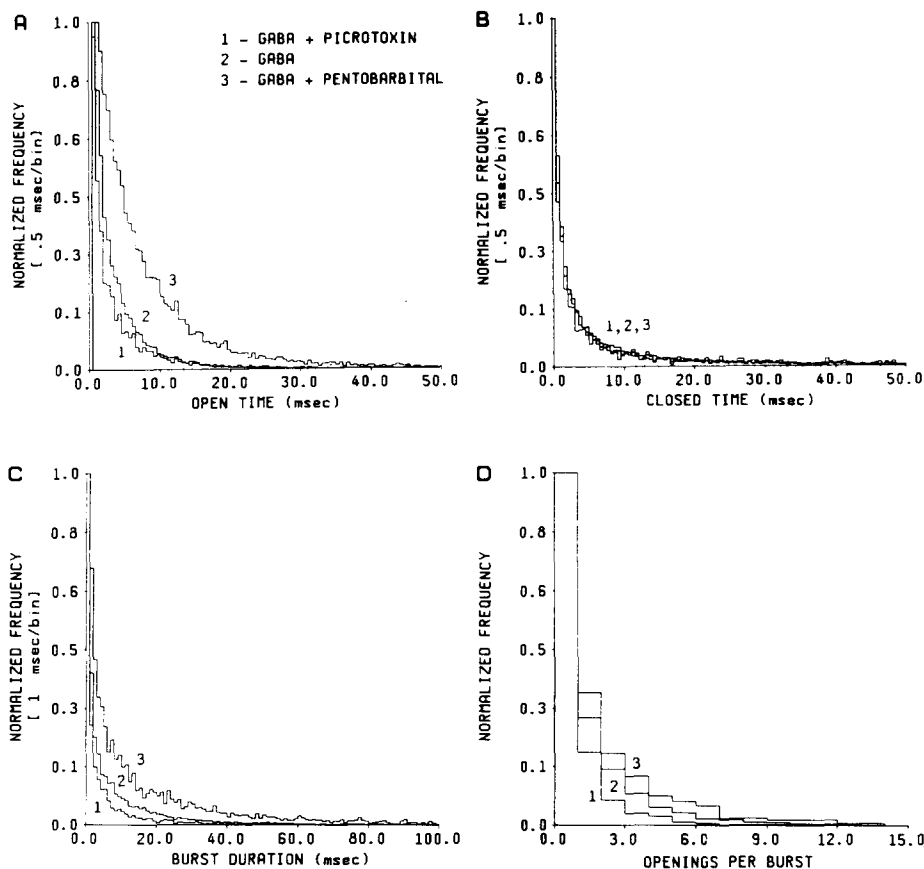 A
1 - GABA + PICROTOXIN
2 - GABA
3 - GABA + PENTOBARBITAL
NORMALIZED FREQUENCY
[ .5 msec/bin]
1.0
0.8
0.6
0.5
0.3
0.1
0.0
3
2
1
0.0 10.0 20.0 30.0 40.0 50.0
OPEN TIME (msec)
B
NORMALIZED FREQUENCY
[ .5 msec/bin]
1.0
0.8
0.6
0.5
0.3
0.1
0.0
1,2,3
0.0 10.0 20.0 30.0 40.0 50.0
CLOSED TIME (msec)
C
NORMALIZED FREQUENCY
[ 1 msec/bin]
1.0
0.8
0.6
0.5
0.3
0.1
0.0
3
2
1
0.0 20.0 40.0 60.0 80.0 100.0
BURST DURATION (msec)
D
NORMALIZED FREQUENCY
1.0
0.8
0.6
0.5
0.3
0.1
0.0
3
2
1
0.0 3.0 6.0 9.0 12.0 15.0
OPENINGS PER BURST